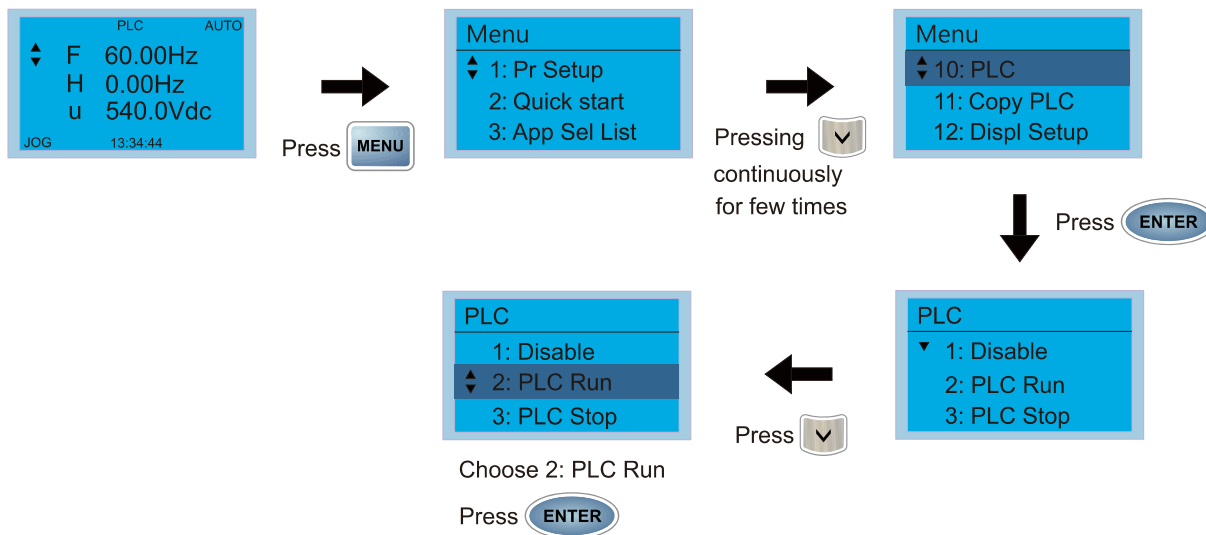 PLC AUTO
F 60.00Hz
H 0.00Hz
u 540.0Vdc
JOG 13:34:44
Press MENU
Menu
1: Pr Setup
2: Quick start
3: App Sel List
Pressing
continuously
for few times
Menu
10: PLC
11: Copy PLC
12: Displ Setup
Press ENTER
PLC
1: Disable
2: PLC Run
3: PLC Stop
Press
PLC
1: Disable
2: PLC Run
3: PLC Stop
Choose 2: PLC Run
Press ENTER